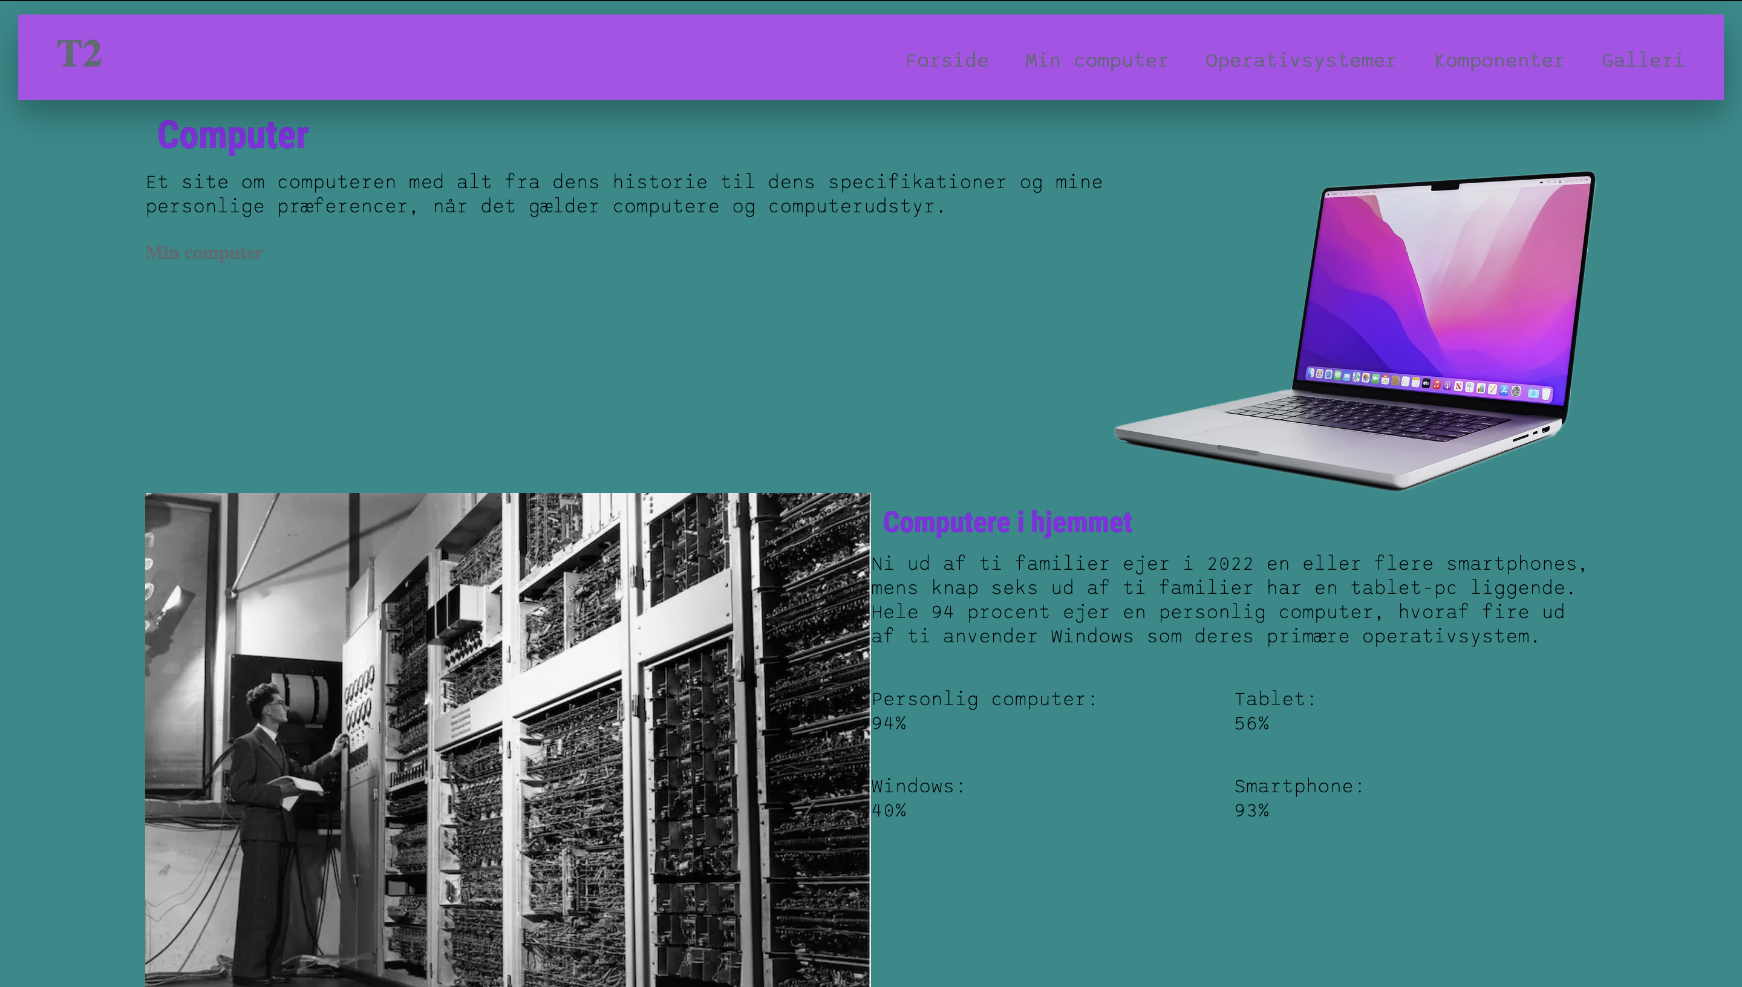 T2
Forside Min computer Operativsystemer Komponenter Galleri
Computer
Et site om computeren med alt fra dens historie til dens specifikationer og mine
personlige præferencer, når det gælder computere og computerudstyr.
Min computer
Computere i hjemmet
Ni ud af ti familier ejer i 2022 en eller flere smartphones,
mens knap seks ud af ti familier har en tablet-pc liggende.
Hele 94 procent ejer en personlig computer, hvoraf fire ud
af ti anvender Windows som deres primære operativsystem.
Personlig computer:
94%
Tablet:
56%
Windows:
40%
Smartphone:
93%